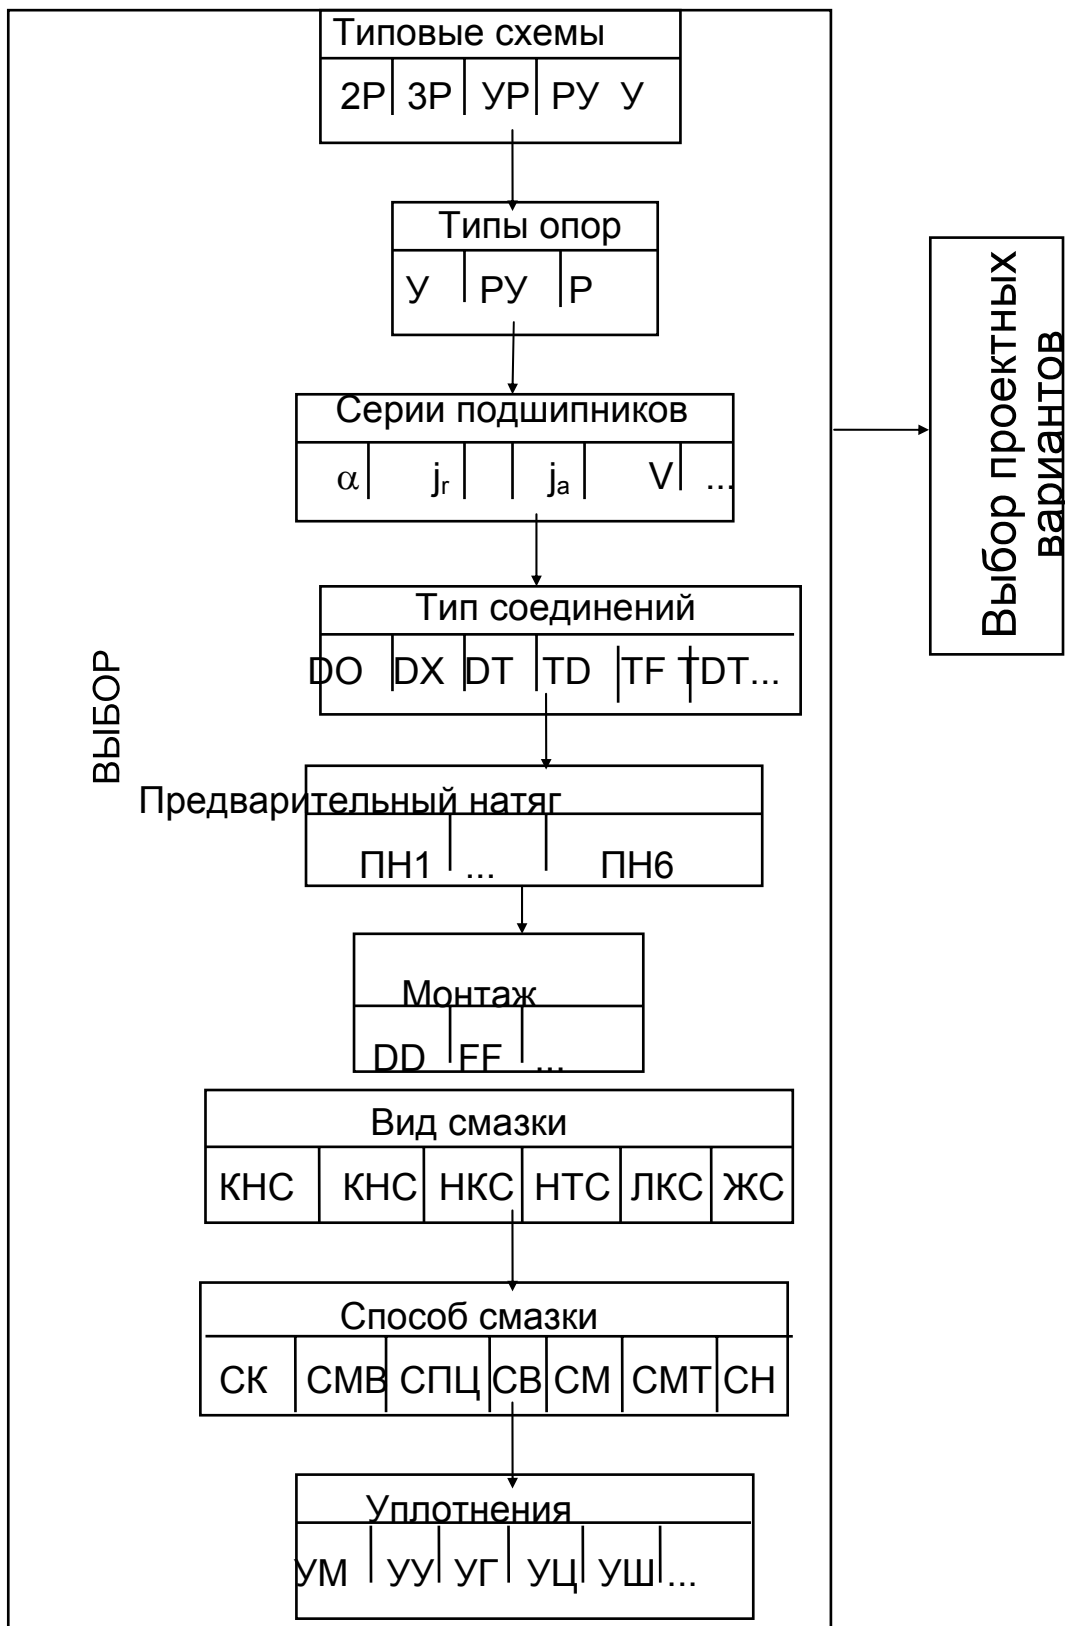 Типовые схемы
2Р 3Р УР РУ У
Типы опор
У РУ Р
Серии подшипников
α jr ja V ...
Тип соединений
DO DX DT TD TF TDT...
Предварительный натяг
ПН1 ... ПН6
Монтаж
DD FF ...
Вид смазки
КНС КНС НКС НТС ЛКС ЖС
Способ смазки
СК СМВ СПЦ СВ СМ СМТ СН
Уплотнения
УМ УУ УГ УЦ УШ ...
ВЫБОР
Выбор проектных
вариантов